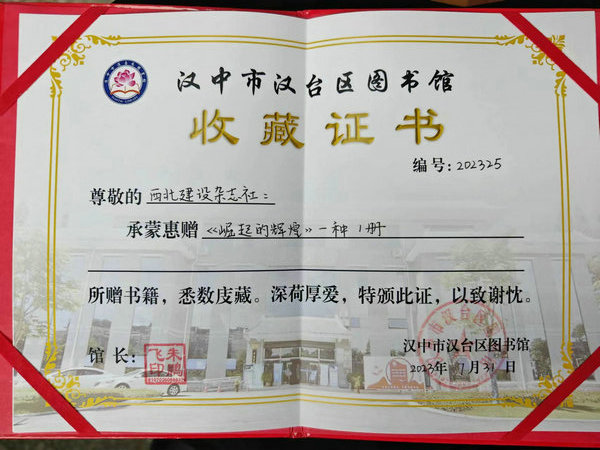 汉中市汉台区图书馆
收藏证书
编号:202325
尊敬的 西北建设杂志社:
承蒙惠赠 《崛起的辉煌》一种 1册
所赠书籍，悉数庋藏。深荷厚爱，特颁此证，以致谢忱。
汉中市汉台区图书馆
馆长: 朱鹏飞印
2023年 7月 31日